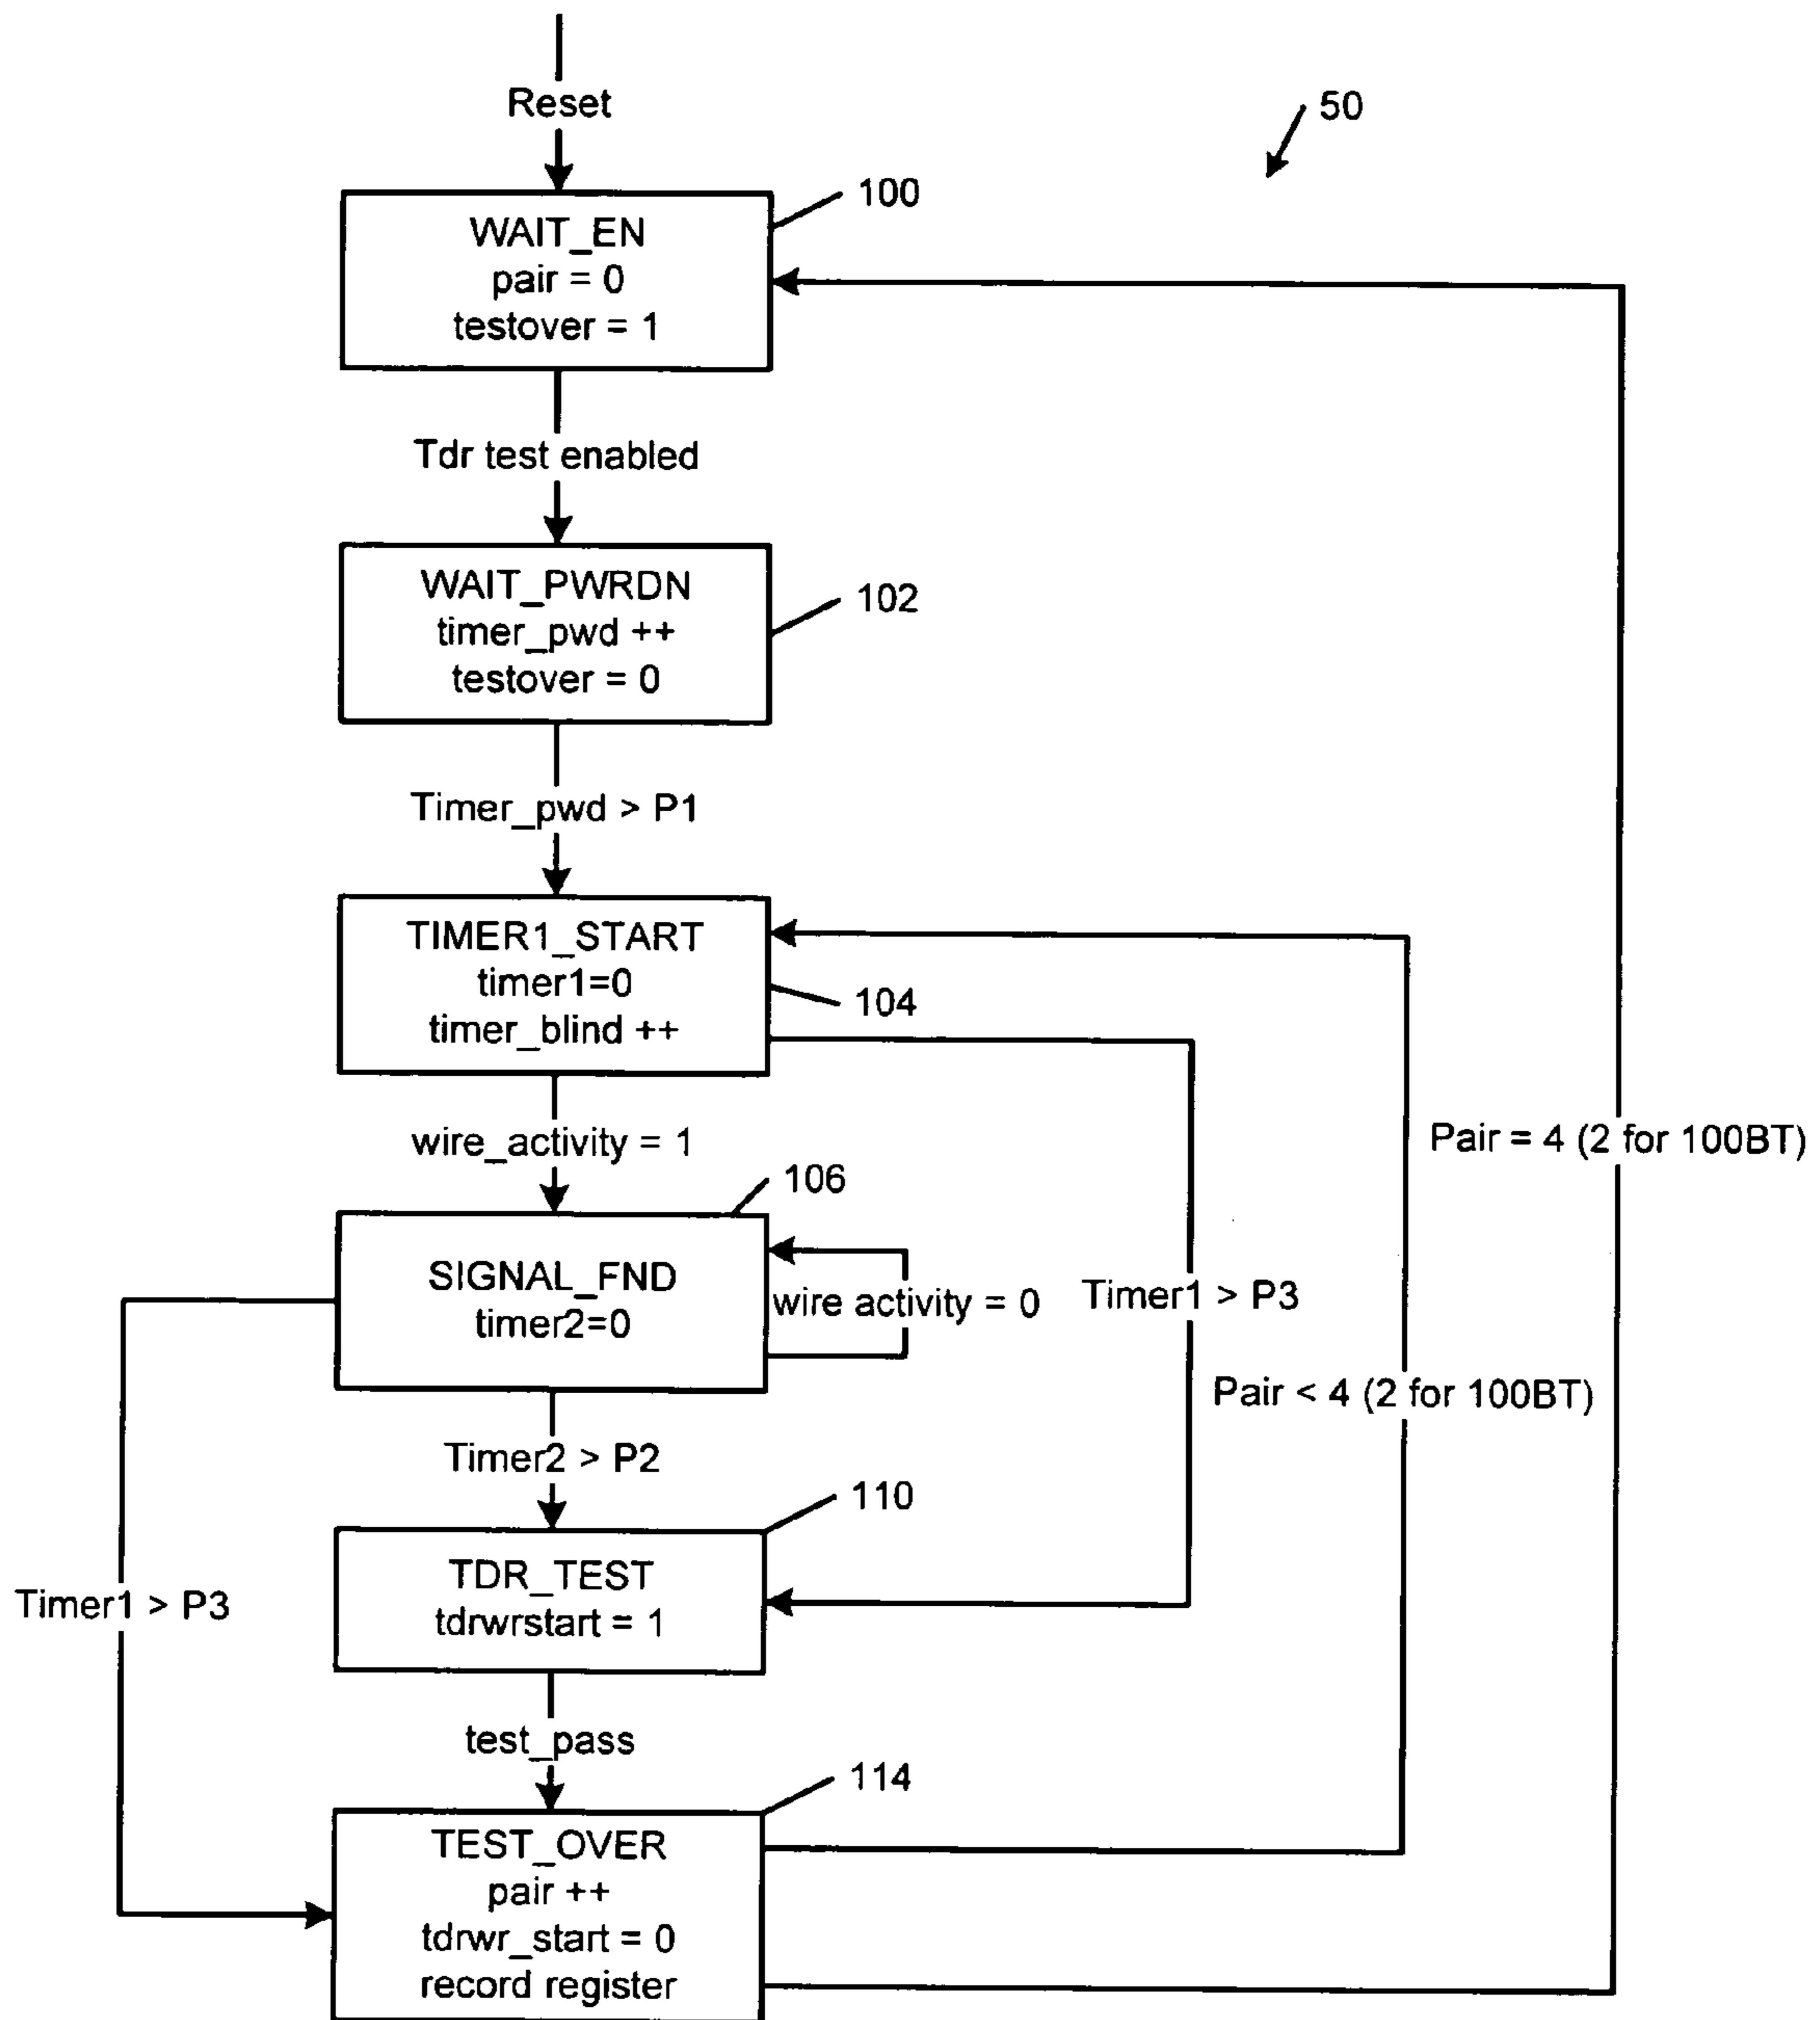 Reset
50
100
WAIT_EN
pair = 0
testover = 1
Tdr test enabled
WAIT_PWRDN
timer_pwd ++
testover = 0
102
Timer_pwd > P1
TIMER1_START
timer1=0
timer_blind ++
104
wire_activity = 1
Pair = 4 (2 for 100BT)
106
SIGNAL_FND
timer2=0
wire activity = 0
Timer1 > P3
Pair < 4 (2 for 100BT)
Timer2 > P2
110
TDR_TEST
tdrwrstart = 1
Timer1 > P3
test_pass
114
TEST_OVER
pair ++
tdrwr_start = 0
record register